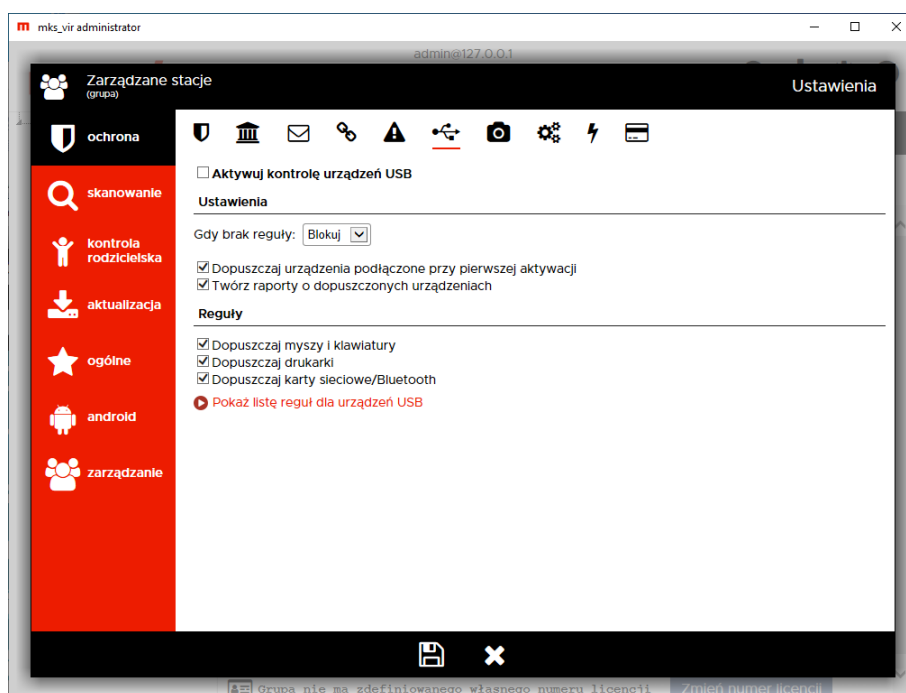 mks_vir administrator
admin@127.0.0.1
Zarządzane stacje
(grupa)
Ustawienia
ochrona
skanowanie
kontrola
rodzicielska
aktualizacja
ogólne
android
zarządzanie
Aktywuj kontrolę urządzeń USB
Ustawienia
Gdy brak reguły: Blokuj
Dopuszczaj urządzenia podłączone przy pierwszej aktywacji
Twórz raporty o dopuszczonych urządzeniach
Reguły
Dopuszczaj myszy i klawiatury
Dopuszczaj drukarki
Dopuszczaj karty sieciowe/Bluetooth
Pokaż listę reguł dla urządzeń USB
Grupa nie ma zdefiniowanego własnego numeru licencji
Zmień numer licencji